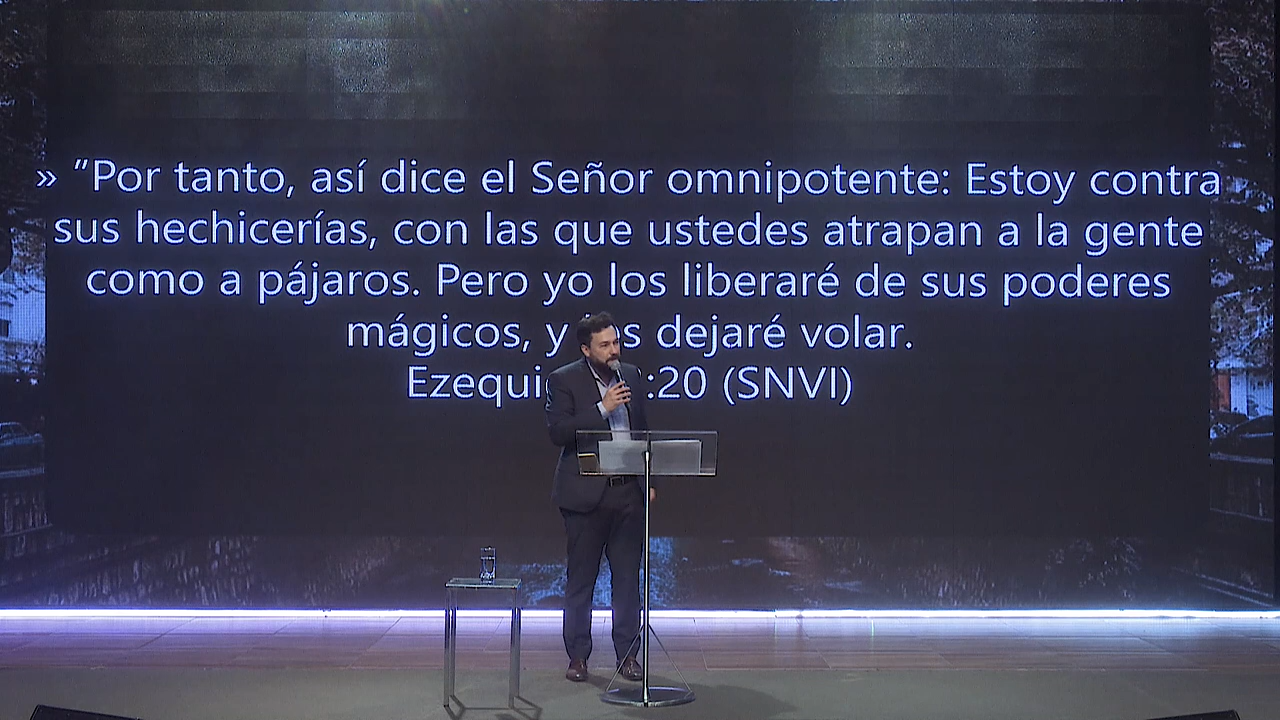 » ”Por tanto, así dice el Señor omnipotente: Estoy contra
sus hechicerías, con las que ustedes atrapan a la gente
como a pájaros. Pero yo los liberaré de sus poderes
mágicos, y dejaré volar.
:20 (SNVI)